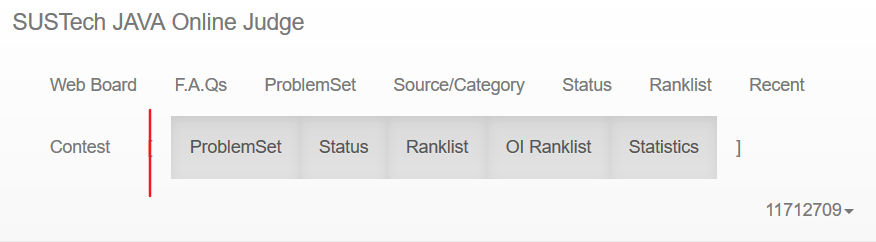 SUSTech JAVA Online Judge
Web Board F.A.Qs ProblemSet Source/Category Status Ranklist Recent
Contest [ ProblemSet Status Ranklist OI Ranklist Statistics ]
11712709